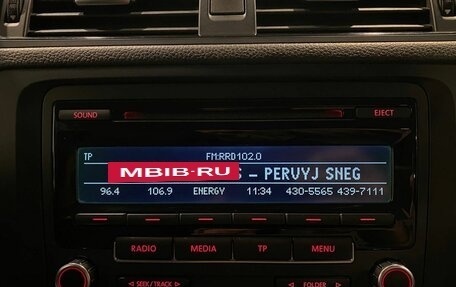 SOUND
EJECT
TP
FM:RRD102.0
MBIB-RU
S – PERVYJ SNEG
96.4 106.9 ENERGY 11:34 430-5565 439-7111
RADIO MEDIA TP MENU
SEEK/TRACK
FOLDER